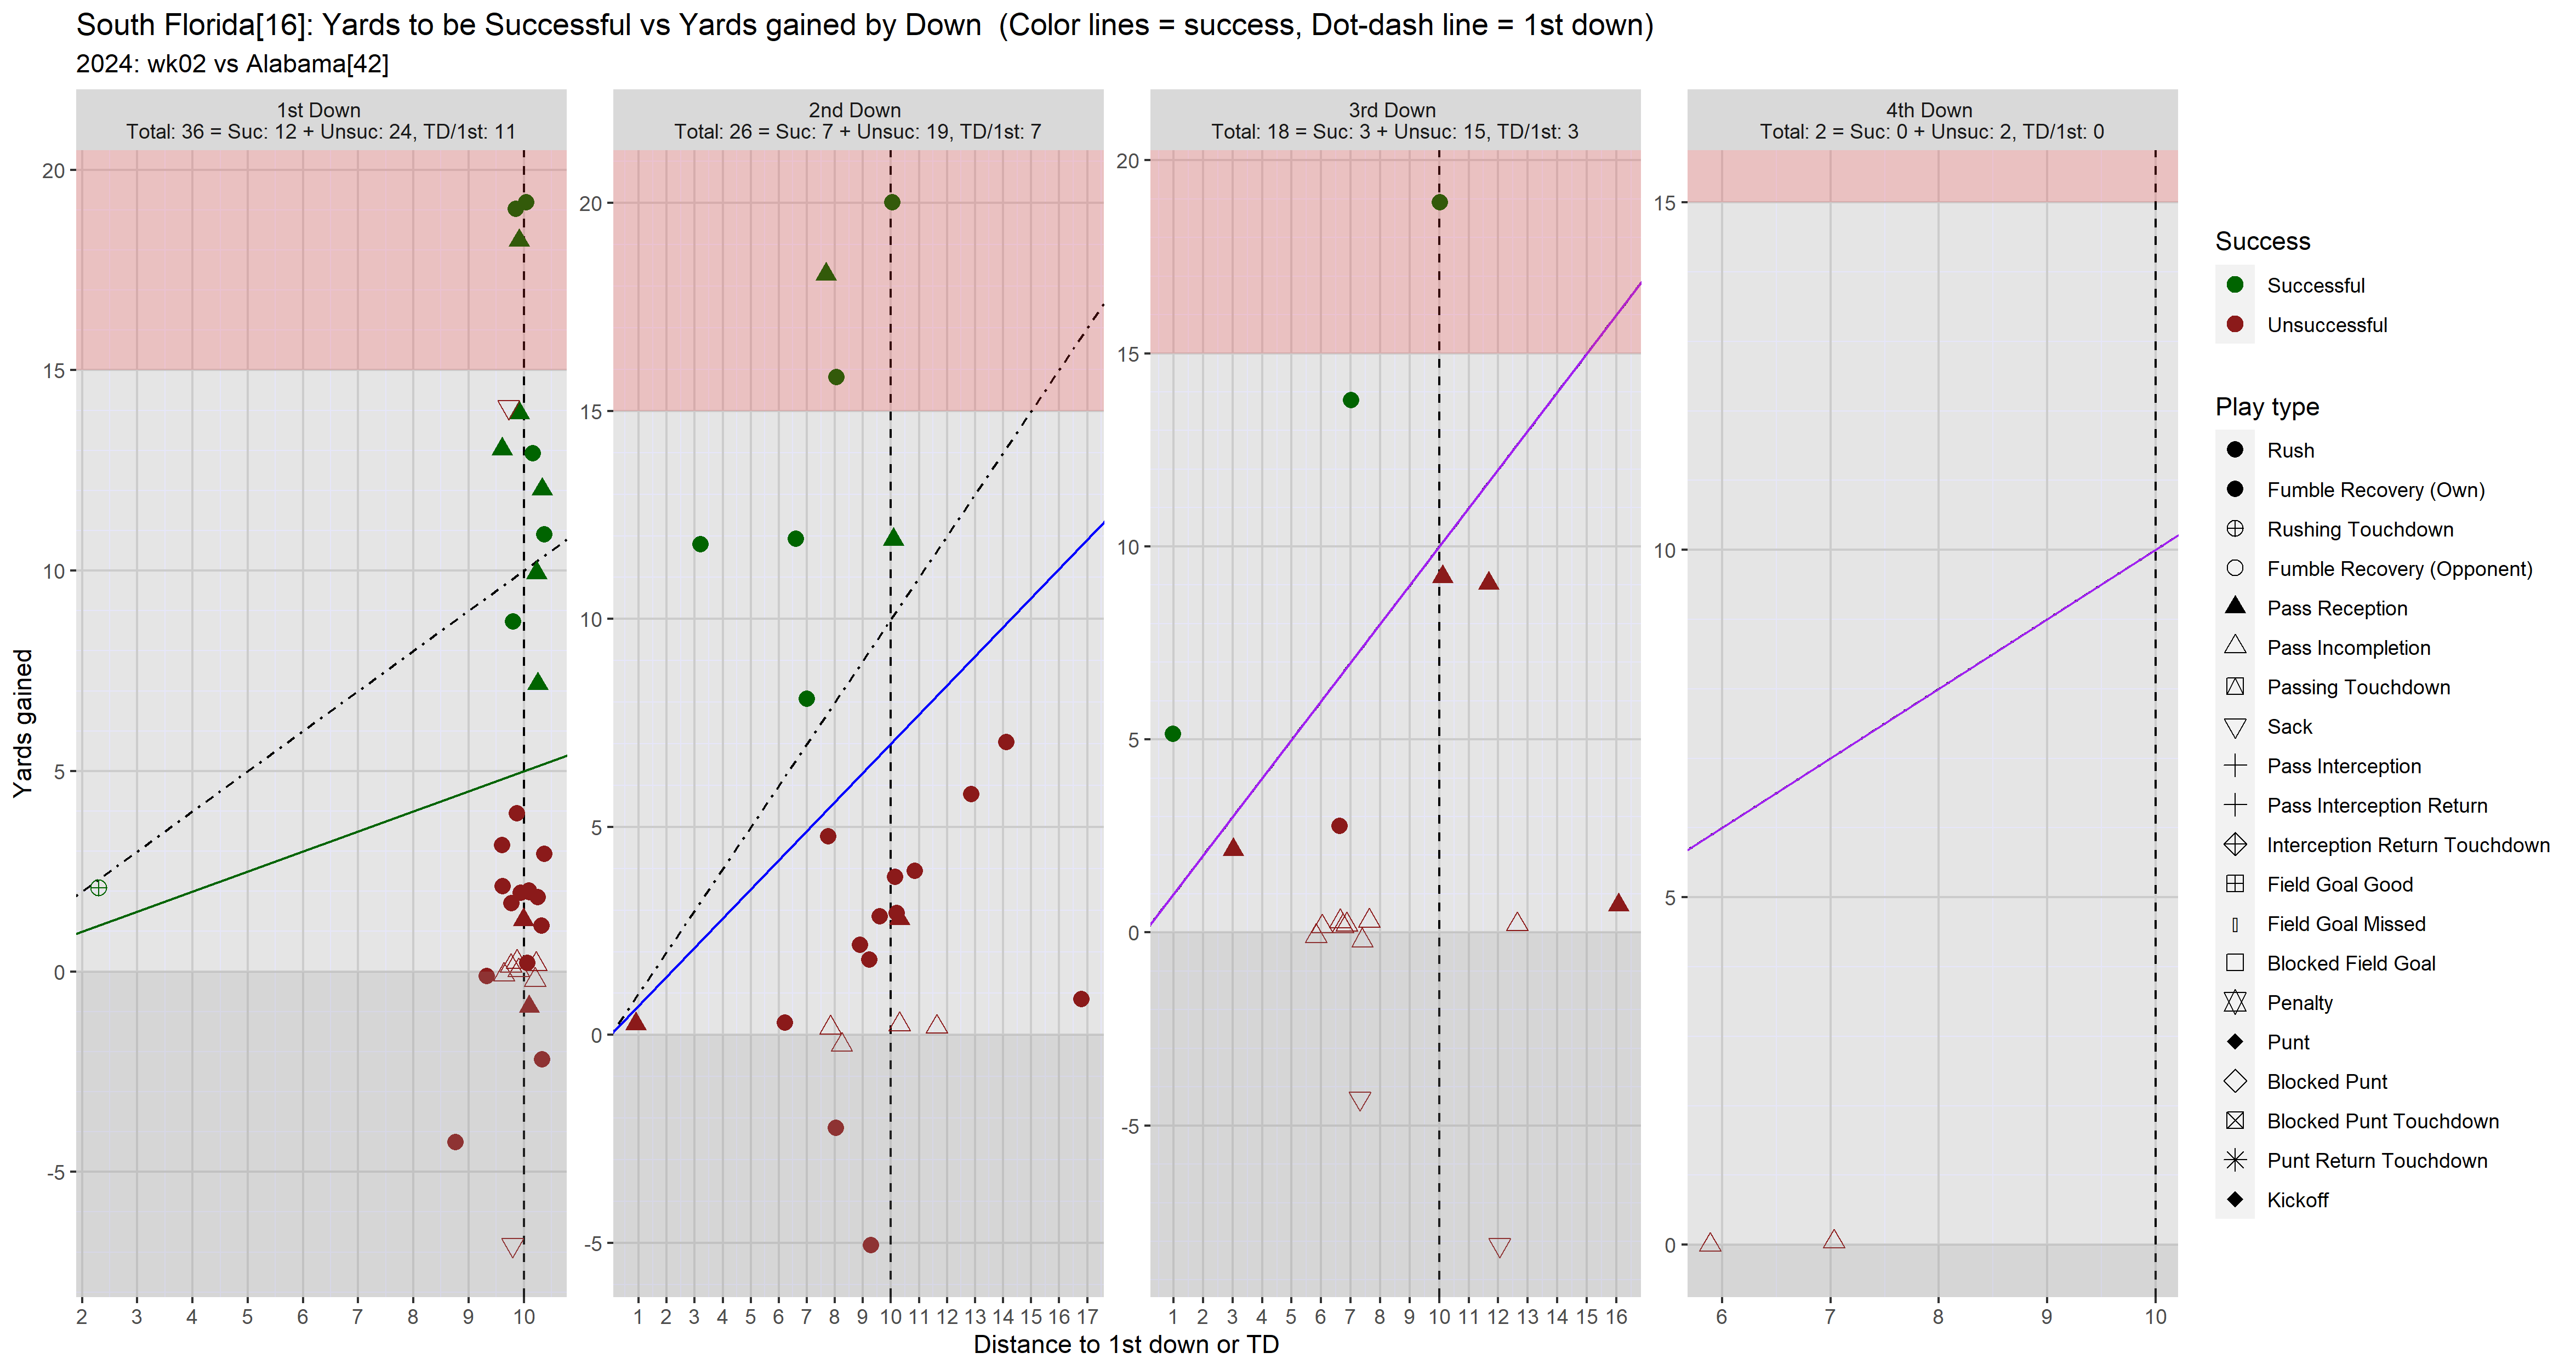 South Florida[16]: Yards to be Successful vs Yards gained by Down  (Color lines = success, Dot-dash line = 1st down)
2024: wk02 vs Alabama[42]
1st Down
Total: 36 = Suc: 12 + Unsuc: 24, TD/1st: 11
2nd Down
Total: 26 = Suc: 7 + Unsuc: 19, TD/1st: 7
3rd Down
Total: 18 = Suc: 3 + Unsuc: 15, TD/1st: 3
4th Down
Total: 2 = Suc: 0 + Unsuc: 2, TD/1st: 0
Yards gained
20
15
10
5
0
-5
2 3 4 5 6 7 8 9 10
20
15
10
5
0
-5
1 2 3 4 5 6 7 8 9 10 11 12 13 14 15 16 17
20
15
10
5
0
-5
1 2 3 4 5 6 7 8 9 10 11 12 13 14 15 16
15
10
5
0
6 7 8 9 10
Distance to 1st down or TD
Success
Successful
Unsuccessful
Play type
Rush
Fumble Recovery (Own)
Rushing Touchdown
Fumble Recovery (Opponent)
Pass Reception
Pass Incompletion
Passing Touchdown
Sack
Pass Interception
Pass Interception Return
Interception Return Touchdown
Field Goal Good
Field Goal Missed
Blocked Field Goal
Penalty
Punt
Blocked Punt
Blocked Punt Touchdown
Punt Return Touchdown
Kickoff